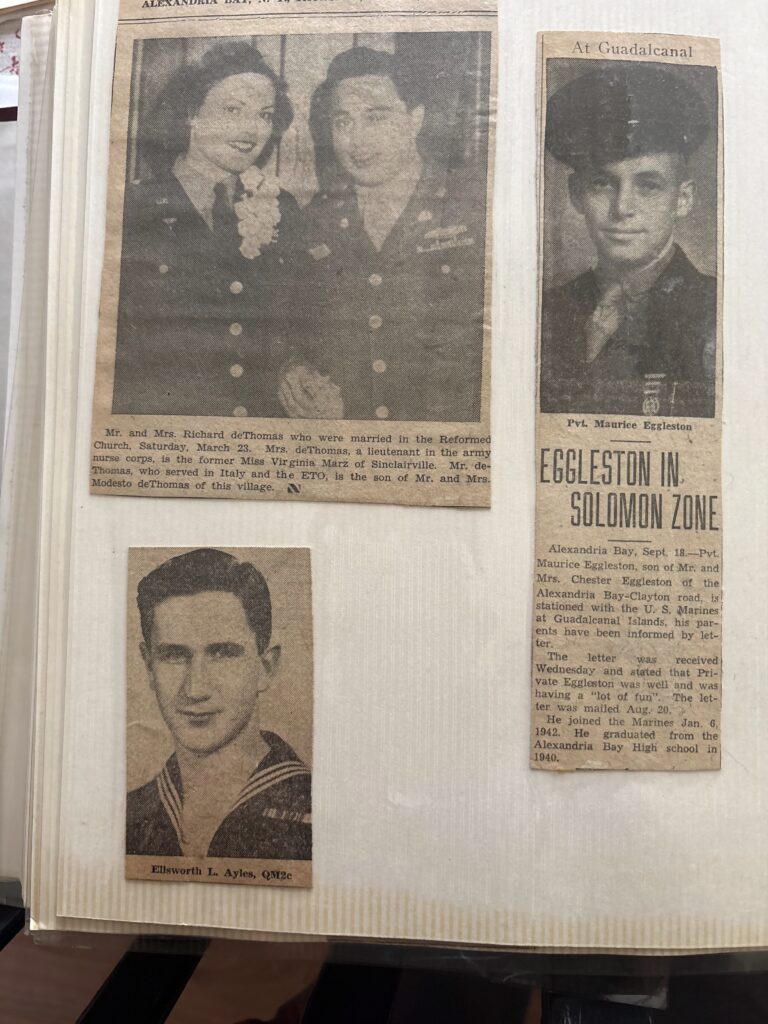 ALEXANDRIA BAY, N. Y.,
Mr. and Mrs. Richard deThomas who were married in the Reformed
Church, Saturday, March 23. Mrs. deThomas, a lieutenant in the army
nurse corps, is the former Miss Virginia Marz of Sinclairville. Mr. de-
Thomas, who served in Italy and the ETO, is the son of Mr. and Mrs.
Modesto deThomas of this village.
Ellsworth L. Ayles, QM2c
At Guadalcanal
Pvt. Maurice Eggleston
EGGLESTON IN
SOLOMON ZONE
Alexandria Bay, Sept. 18.—Pvt.
Maurice Eggleston, son of Mr. and
Mrs. Chester Eggleston of the
Alexandria Bay-Clayton road, is
stationed with the U. S. Marines
at Guadalcanal Islands, his par-
ents have been informed by let-
ter.
The letter was received
Wednesday and stated that Pri-
vate Eggleston was well and was
having a "lot of fun". The let-
ter was mailed Aug. 20.
He joined the Marines Jan. 6,
1942. He graduated from the
Alexandria Bay High school in
1940.